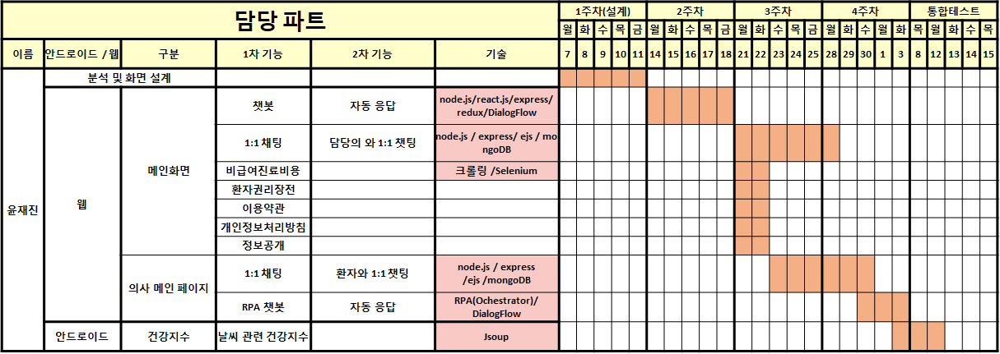 담당 파트
1주차(설계) 2주차 3주차 4주차 통합테스트
월 화 수 목 금 월 화 수 목 금 월 화 수 목 금 월 화 수 월 화 목 월 화 수 목
이름 안드로이드 / 웹 구분 1차 기능 2차 기능 기술 7 8 9 10 11 14 15 16 17 18 21 22 23 24 25 28 29 30 1 3 8 12 13 14 15
윤재진
분석 및 화면 설계
웹
메인화면
챗봇 자동 응답 node.js/react.js/express/
redux/DialogFlow
1:1 채팅 담당의 와 1:1 챗팅 node.js / express/ ejs / mo
ngoDB
비급여진료비용 크롤링 /Selenium
환자권리장전
이용약관
개인정보처리방침
정보공개
의사 메인 페이지
1:1 채팅 환자와 1:1 챗팅 node.js / express
/ejs /mongoDB
RPA 챗봇 자동 응답 RPA(Ochestrator)/
DialogFlow
안드로이드 건강지수 날씨 관련 건강지수 Jsoup